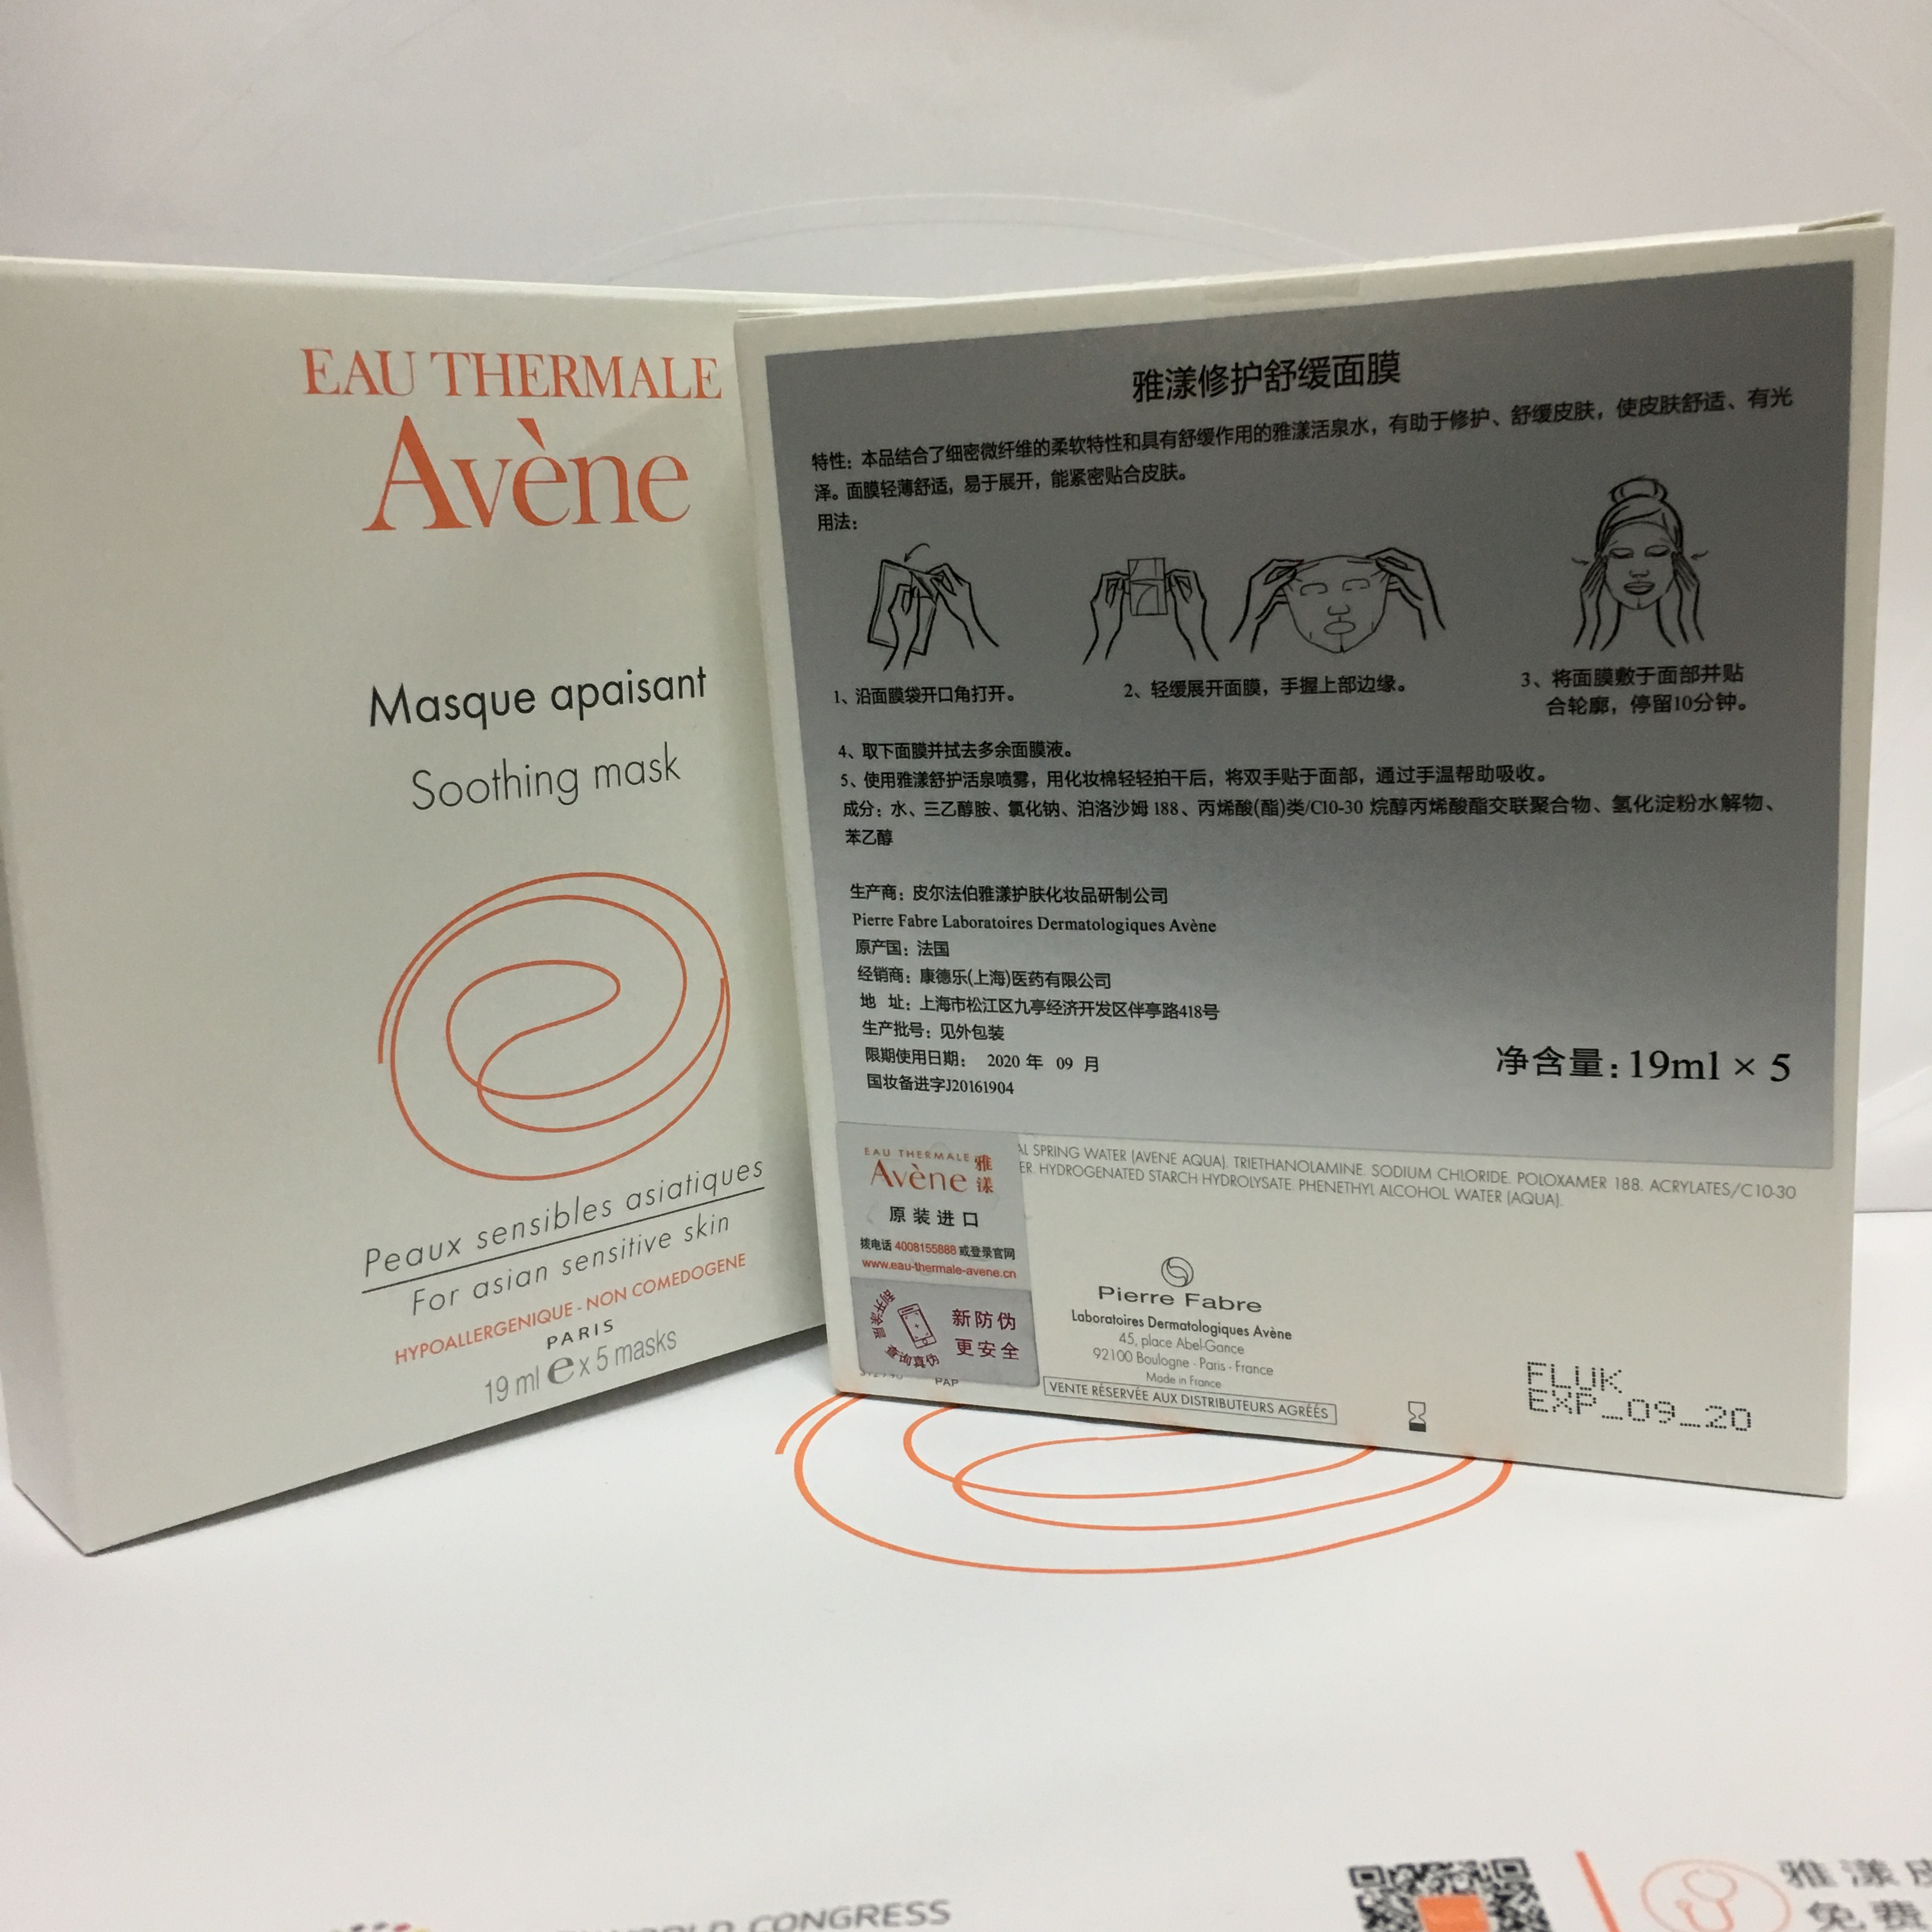 EAU THERMALE
Avène
Masque apaisant
Soothing mask
Peaux sensibles asiatiques
For asian sensitive skin
HYPOALLERGENIQUE - NON COMEDOGENE
PARIS
19 ml e x 5 masks
雅漾修护舒缓面膜
特性：本品结合了细密微纤维的柔软特性和具有舒缓作用的雅漾活泉水，有助于修护、舒缓皮肤，使皮肤舒适、有光
泽。面膜轻薄舒适，易于展开，能紧密贴合皮肤。
用法：
1、沿面膜袋开口角打开。
2、轻缓展开面膜，手握上部边缘。
3、将面膜敷于面部并贴
合轮廓，停留10分钟。
4、取下面膜并拭去多余面膜液。
5、使用雅漾舒护活泉喷雾，用化妆棉轻轻拍干后，将双手贴于面部，通过手温帮助吸收。
成分：水、三乙醇胺、氯化钠、泊洛沙姆 188、丙烯酸(酯)类/C10-30 烷醇丙烯酸酯交联聚合物、氢化淀粉水解物、
苯乙醇
生产商：皮尔法伯雅漾护肤化妆品研制公司
Pierre Fabre Laboratoires Dermatologiques Avène
原产国：法国
经销商：康德乐(上海)医药有限公司
地 址：上海市松江区九亭经济开发区伴亭路418号
生产批号：见外包装
限期使用日期： 2020 年 09 月
国妆备进字J20161904
净含量：19ml × 5
AL SPRING WATER (AVENE AQUA). TRIETHANOLAMINE. SODIUM CHLORIDE. POLOXAMER 188. ACRYLATES/C10-30
ER. HYDROGENATED STARCH HYDROLYSATE. PHENETHYL ALCOHOL. WATER (AQUA).
EAU THERMALE
Avène 雅漾
原装进口
拨电话 4008155888 或登录官网
www.eau-thermale-avene.cn
刮开涂层 查询真伪
新防伪
更安全
PAP
Pierre Fabre
Laboratoires Dermatologiques Avène
45, place Abel-Gance
92100 Boulogne - Paris - France
Made in France
VENTE RÉSERVÉE AUX DISTRIBUTEURS AGRÉÉS
FLUK
EXP_09_20
WORLD CONGRESS
雅漾皮
免费